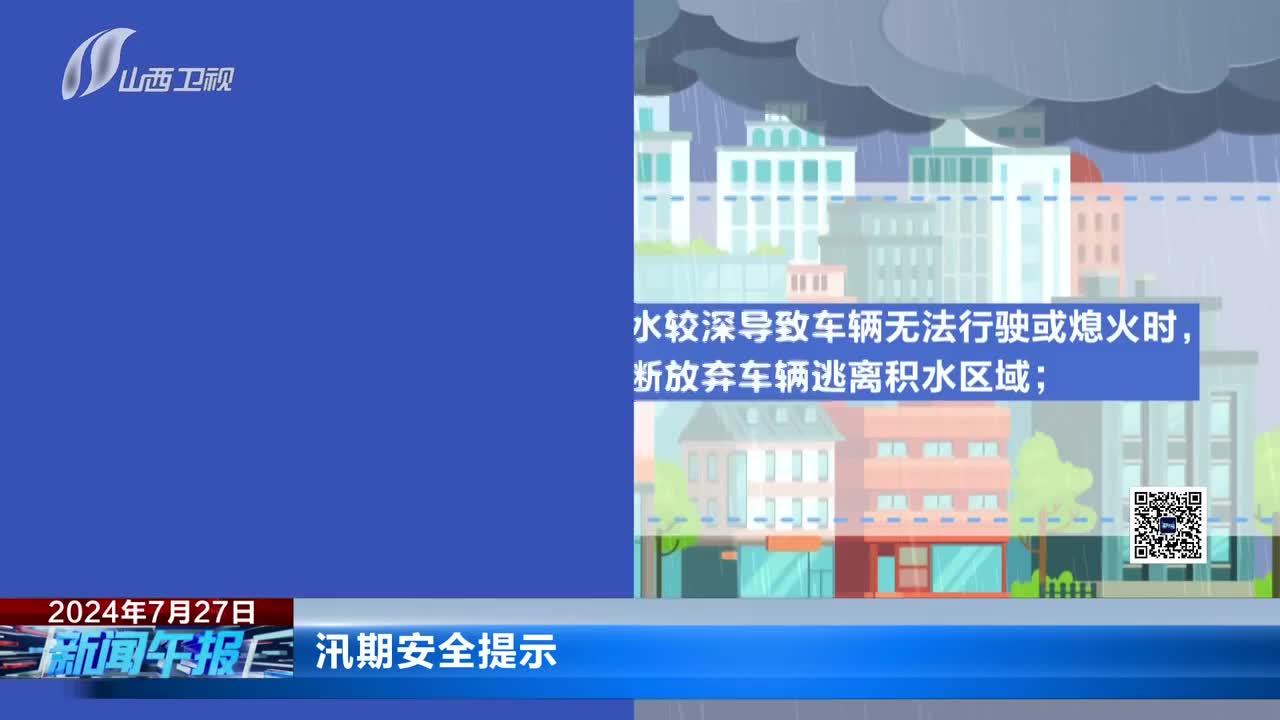 山西卫视
水较深导致车辆无法行驶或熄火时，
断放弃车辆逃离积水区域；
2024年7月27日
新闻午报
汛期安全提示